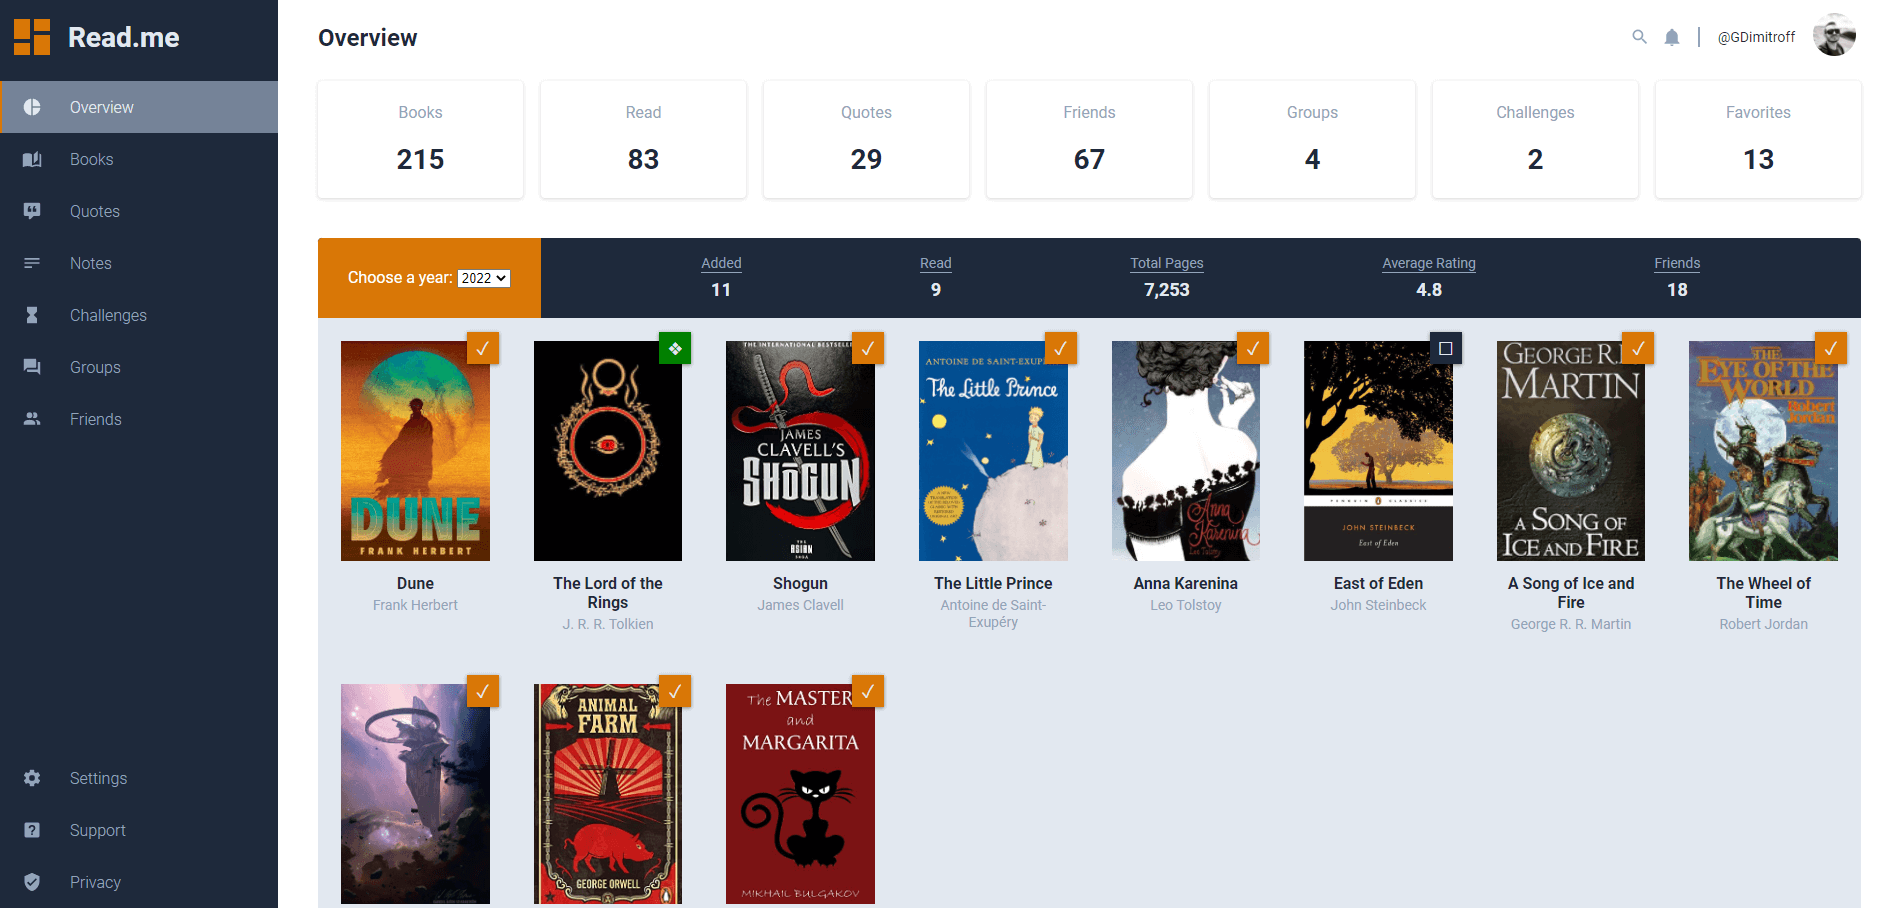 Read.me
Overview
Books
Quotes
Notes
Challenges
Groups
Friends
Settings
Support
Privacy
Overview
@GDimitroff
Books
215
Read
83
Quotes
29
Friends
67
Groups
4
Challenges
2
Favorites
13
Choose a year: 2022
Added
11
Read
9
Total Pages
7,253
Average Rating
4.8
Friends
18
DUNE
FRANK HERBERT
Dune
Frank Herbert
The Lord of the
Rings
J. R. R. Tolkien
THE INTERNATIONAL BESTSELLER
JAMES
CLAVELL'S
SHŌGUN
THE
ASIAN
SAGA
Shogun
James Clavell
ANTOINE DE SAINT-EXUP
The Little Prince
The Little Prince
Antoine de Saint-
Exupéry
Anna
Karenina
Leo Tolstoy
Anna Karenina
Leo Tolstoy
PENGUIN CLASSICS
JOHN STEINBECK
East of Eden
East of Eden
John Steinbeck
GEORGE R.
MARTIN
A SONG OF
ICE AND FIRE
A Song of Ice and
Fire
George R. R. Martin
THE
EYE OF THE
WORLD
Robert
Jordan
The Wheel of
Time
Robert Jordan
ANIMAL
FARM
GEORGE ORWELL
The MASTER
and
MARGARITA
MIKHAIL BULGAKOV